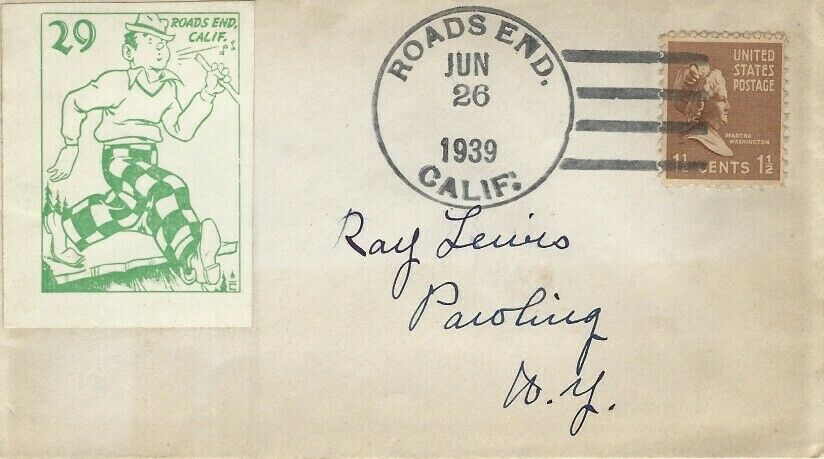 29
ROADS END,
CALIF.
ROADS END.
JUN
26
1939
CALIF.
UNITED
STATES
POSTAGE
MARTHA
WASHINGTON
1½ CENTS 1½
Ray Lewis
Pawling
N.Y.